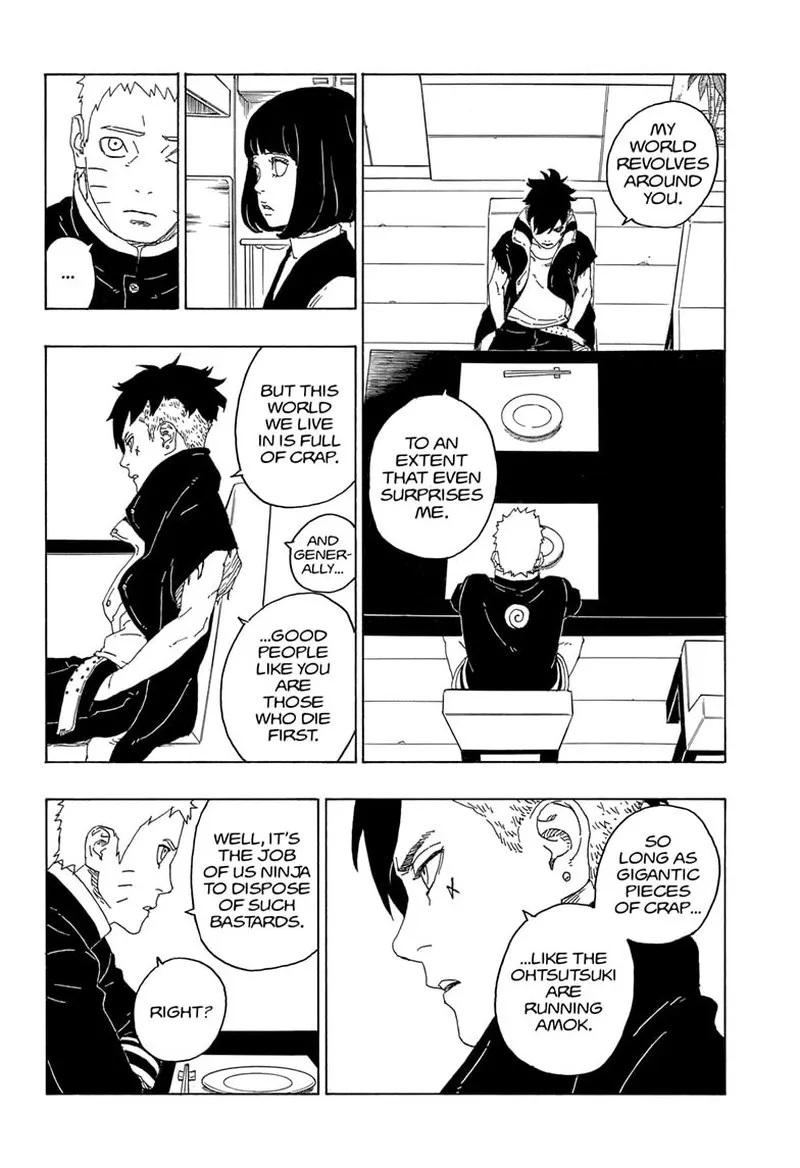 MY
WORLD
REVOLVES
AROUND
YOU.
TO AN
EXTENT
THAT EVEN
SURPRISES
ME.
...
BUT THIS
WORLD
WE LIVE
IN IS FULL
OF CRAP.
AND
GENER-
ALLY...
...GOOD
PEOPLE
LIKE YOU
ARE
THOSE
WHO DIE
FIRST.
SO
LONG AS
GIGANTIC
PIECES
OF CRAP...
...LIKE THE
OHTSUTSUKI
ARE
RUNNING
AMOK.
WELL, IT'S
THE JOB
OF US NINJA
TO DISPOSE
OF SUCH
BASTARDS.
RIGHT?